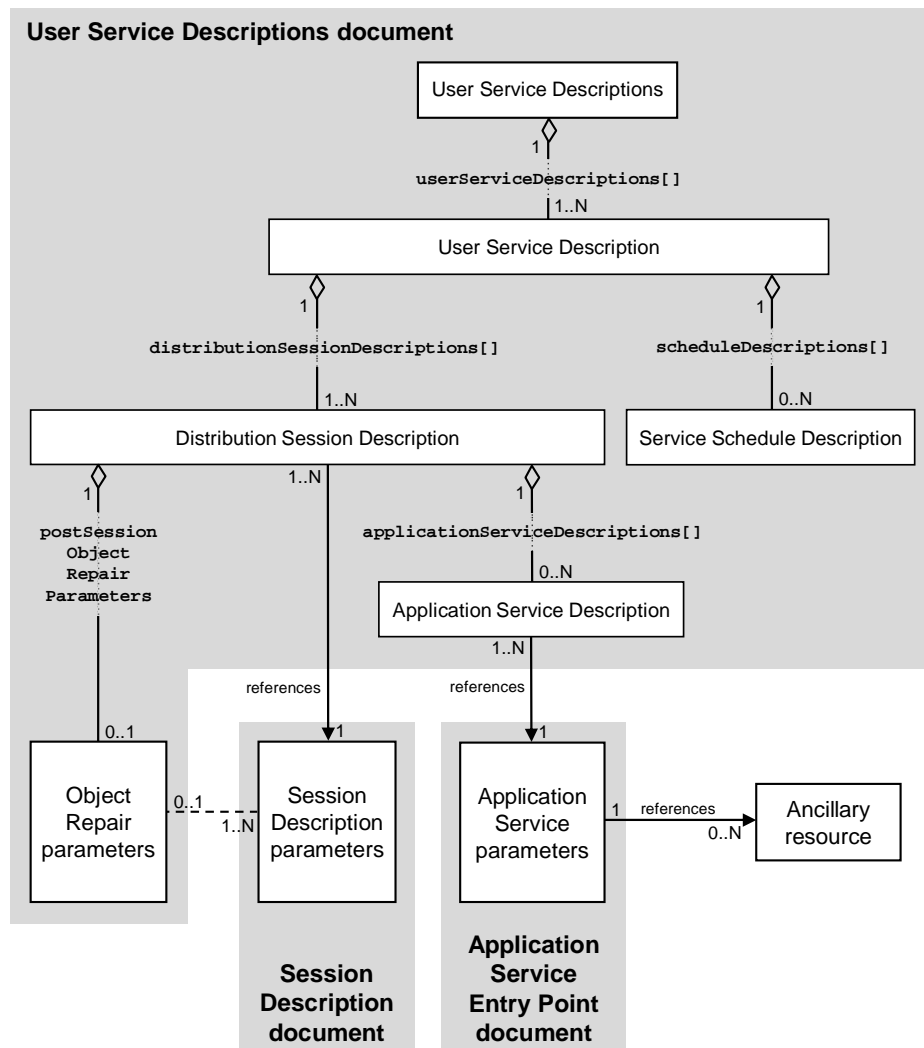 User Service Descriptions document
User Service Descriptions
1
userServiceDescriptions[]
1..N
User Service Description
1
1
distributionSessionDescriptions[]
scheduleDescriptions[]
1..N
0..N
Distribution Session Description
Service Schedule Description
1
1..N
1
postSession
Object
Repair
Parameters
applicationServiceDescriptions[]
0..N
Application Service Description
1..N
references
references
0..1
1
1
Object
Repair
parameters
0..1
1..N
Session
Description
parameters
Application
Service
parameters
1
references
0..N
Ancillary
resource
Session
Description
document
Application
Service
Entry Point
document